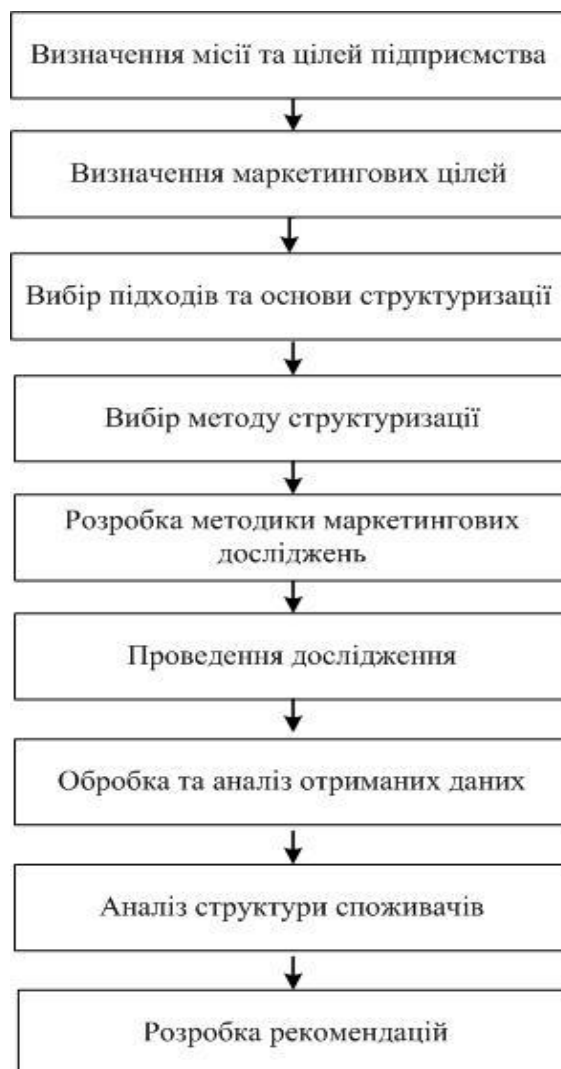 Визначення місії та цілей підприємства
Визначення маркетингових цілей
Вибір підходів та основи структуризації
Вибір методу структуризації
Розробка методики маркетингових
досліджень
Проведення дослідження
Обробка та аналіз отриманих даних
Аналіз структури споживачів
Розробка рекомендацій